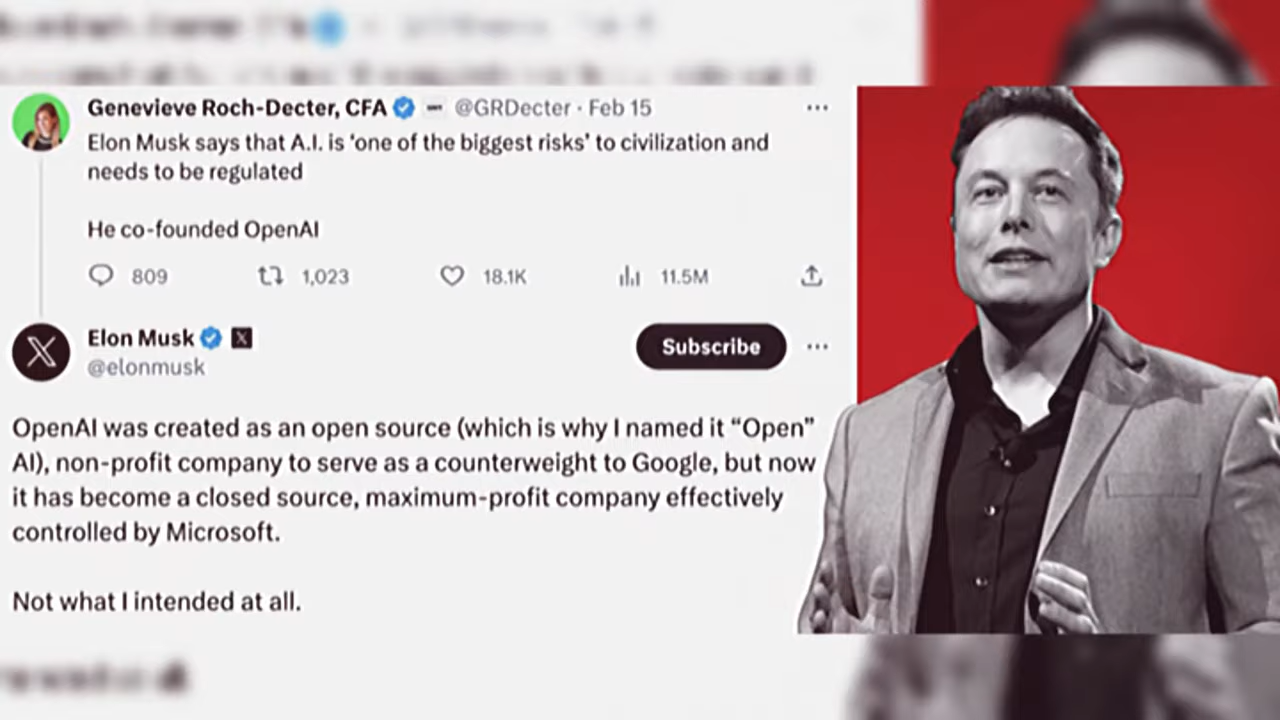 Genevieve Roch-Decter, CFA @GRDecter · Feb 15
Elon Musk says that A.I. is 'one of the biggest risks' to civilization and
needs to be regulated
He co-founded OpenAI
809 1,023 18.1K 11.5M
Elon Musk X
@elonmusk
Subscribe
OpenAI was created as an open source (which is why I named it “Open”
AI), non-profit company to serve as a counterweight to Google, but now
it has become a closed source, maximum-profit company effectively
controlled by Microsoft.
Not what I intended at all.